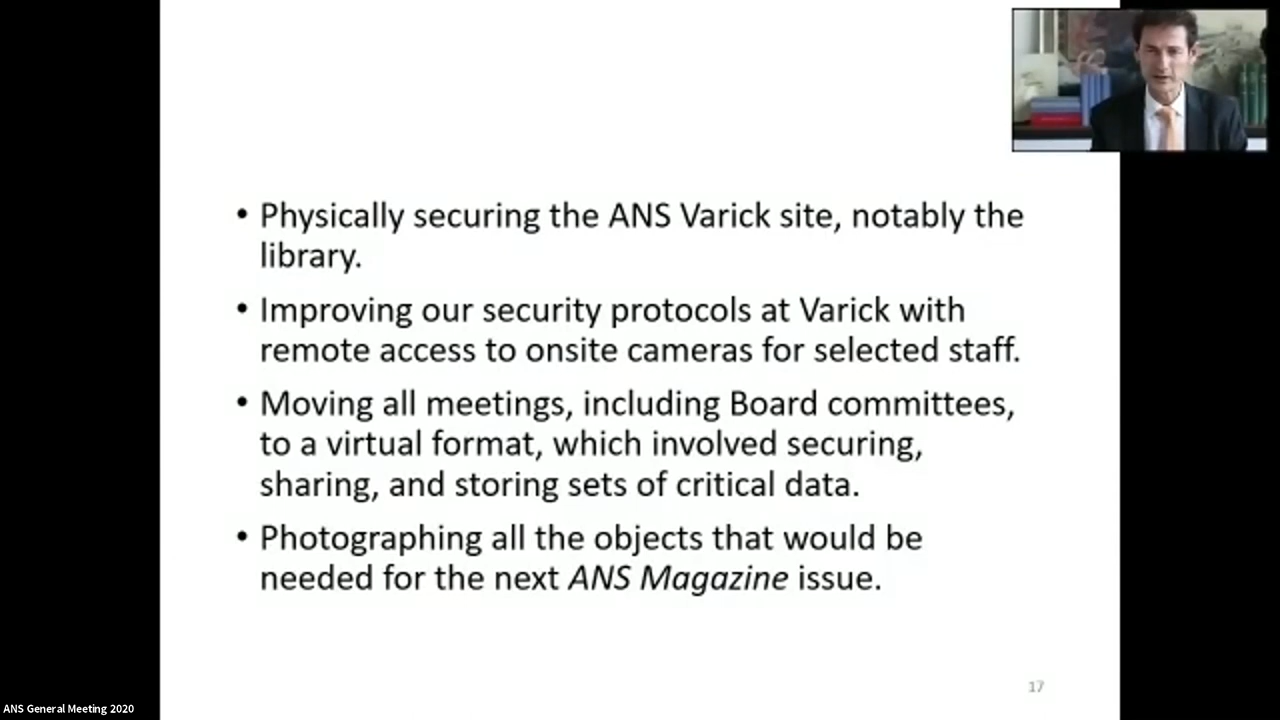 • Physically securing the ANS Varick site, notably the
library.
• Improving our security protocols at Varick with
remote access to onsite cameras for selected staff.
• Moving all meetings, including Board committees,
to a virtual format, which involved securing,
sharing, and storing sets of critical data.
• Photographing all the objects that would be
needed for the next ANS Magazine issue.
17
ANS General Meeting 2020